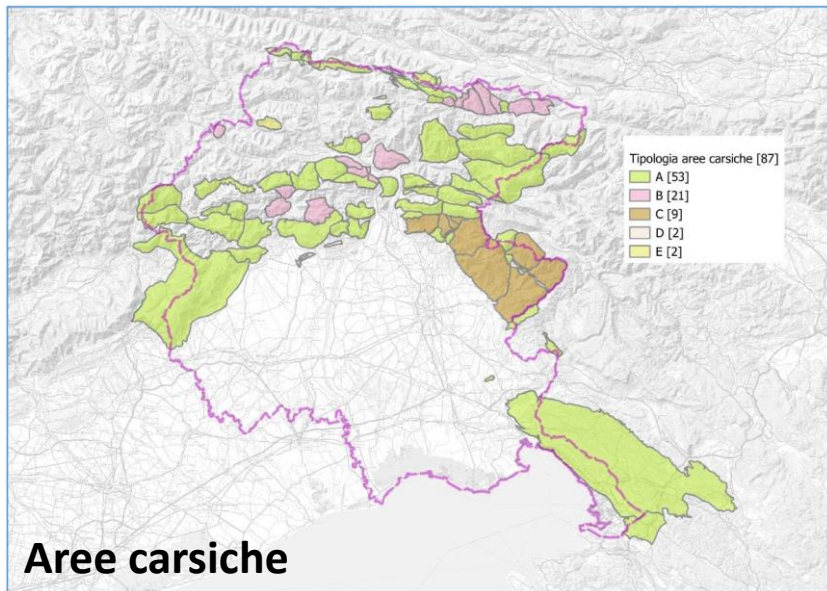 Tipologia aree carsiche [87]
A [53]
B [21]
C [9]
D [2]
E [2]
Aree carsiche